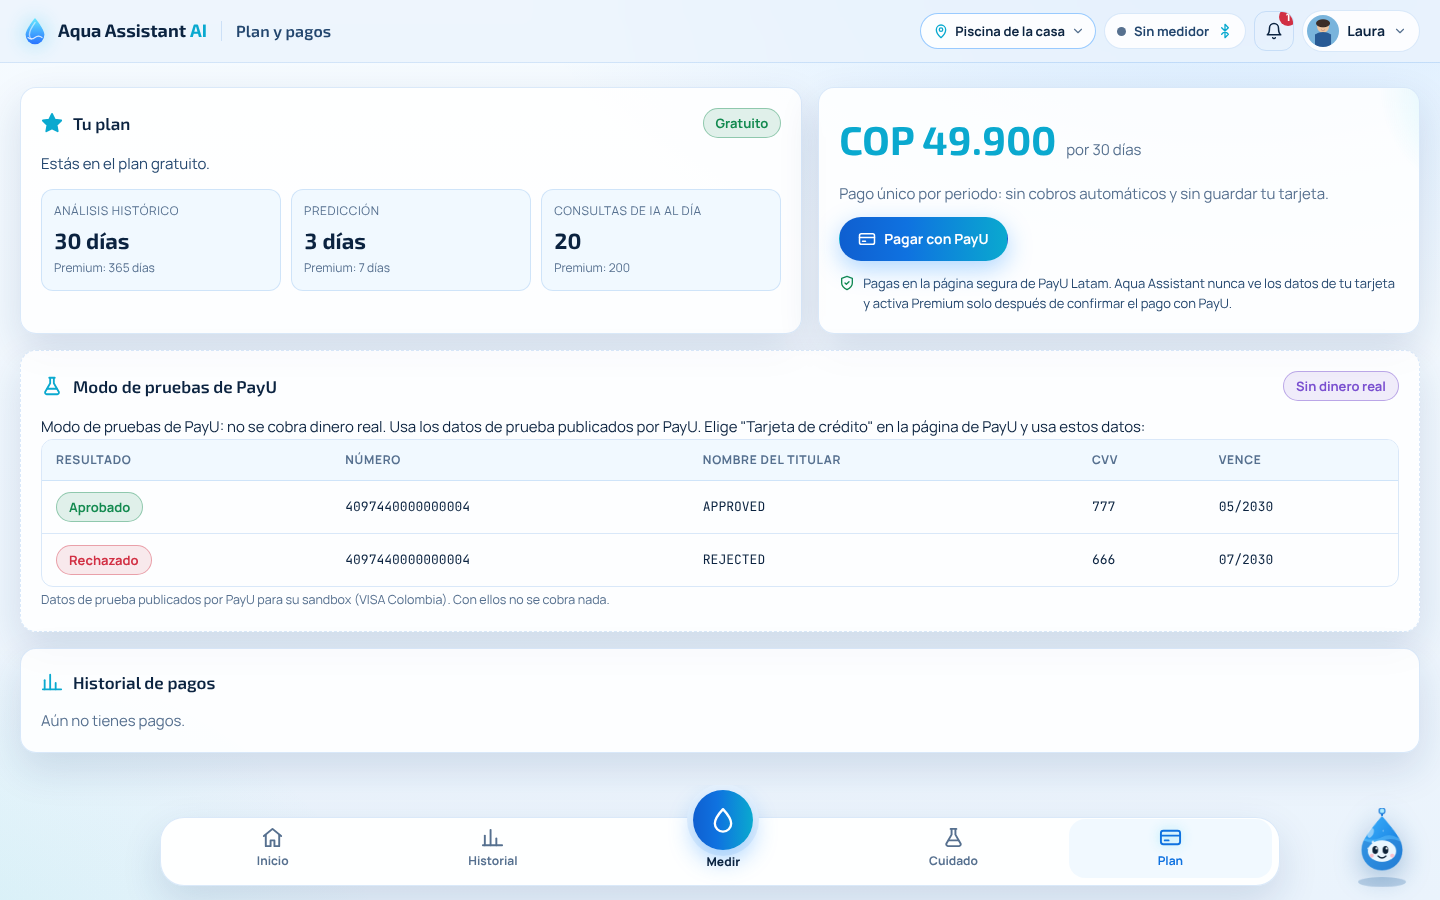 Aqua Assistant AI
Plan y pagos
Piscina de la casa
Sin medidor
1
Laura
Tu plan
Gratuito
Estás en el plan gratuito.
ANÁLISIS HISTÓRICO
30 días
Premium: 365 días
PREDICCIÓN
3 días
Premium: 7 días
CONSULTAS DE IA AL DÍA
20
Premium: 200
COP 49.900 por 30 días
Pago único por periodo: sin cobros automáticos y sin guardar tu tarjeta.
Pagar con PayU
Pagas en la página segura de PayU Latam. Aqua Assistant nunca ve los datos de tu tarjeta
y activa Premium solo después de confirmar el pago con PayU.
Modo de pruebas de PayU
Sin dinero real
Modo de pruebas de PayU: no se cobra dinero real. Usa los datos de prueba publicados por PayU. Elige "Tarjeta de crédito" en la página de PayU y usa estos datos:
RESULTADO NÚMERO NOMBRE DEL TITULAR CVV VENCE
Aprobado 4097440000000004 APPROVED 777 05/2030
Rechazado 4097440000000004 REJECTED 666 07/2030
Datos de prueba publicados por PayU para su sandbox (VISA Colombia). Con ellos no se cobra nada.
Historial de pagos
Aún no tienes pagos.
Inicio
Historial
Medir
Cuidado
Plan